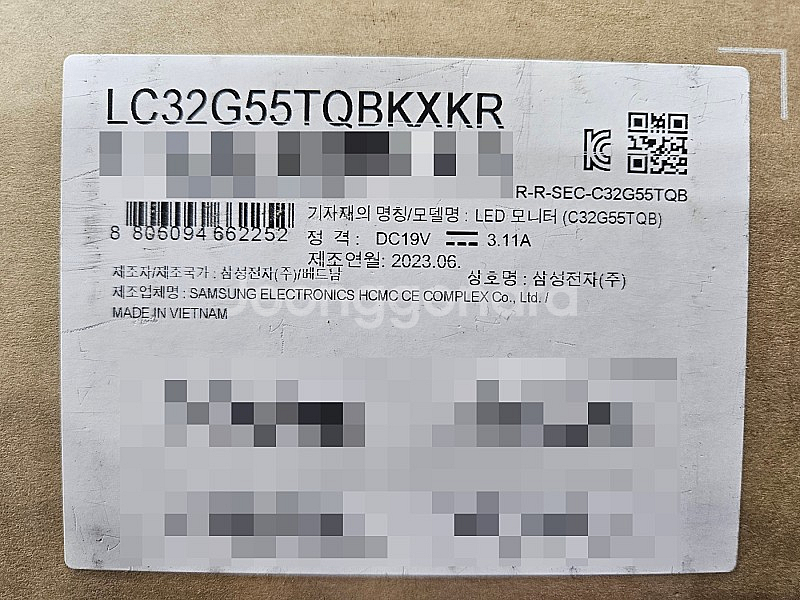 LC32G55TQBKXKR
R-R-SEC-C32G55TQB
8 806094 662252
기자재의 명칭/모델명 : LED 모니터 (C32G55TQB)
정 격 : DC19V 3.11A
제조연월: 2023.06.
제조자/제조국가 : 삼성전자(주)/베트남
상호명 : 삼성전자(주)
제조업체명 : SAMSUNG ELECTRONICS HCMC CE COMPLEX Co., Ltd. /
MADE IN VIETNAM
Joonggonara